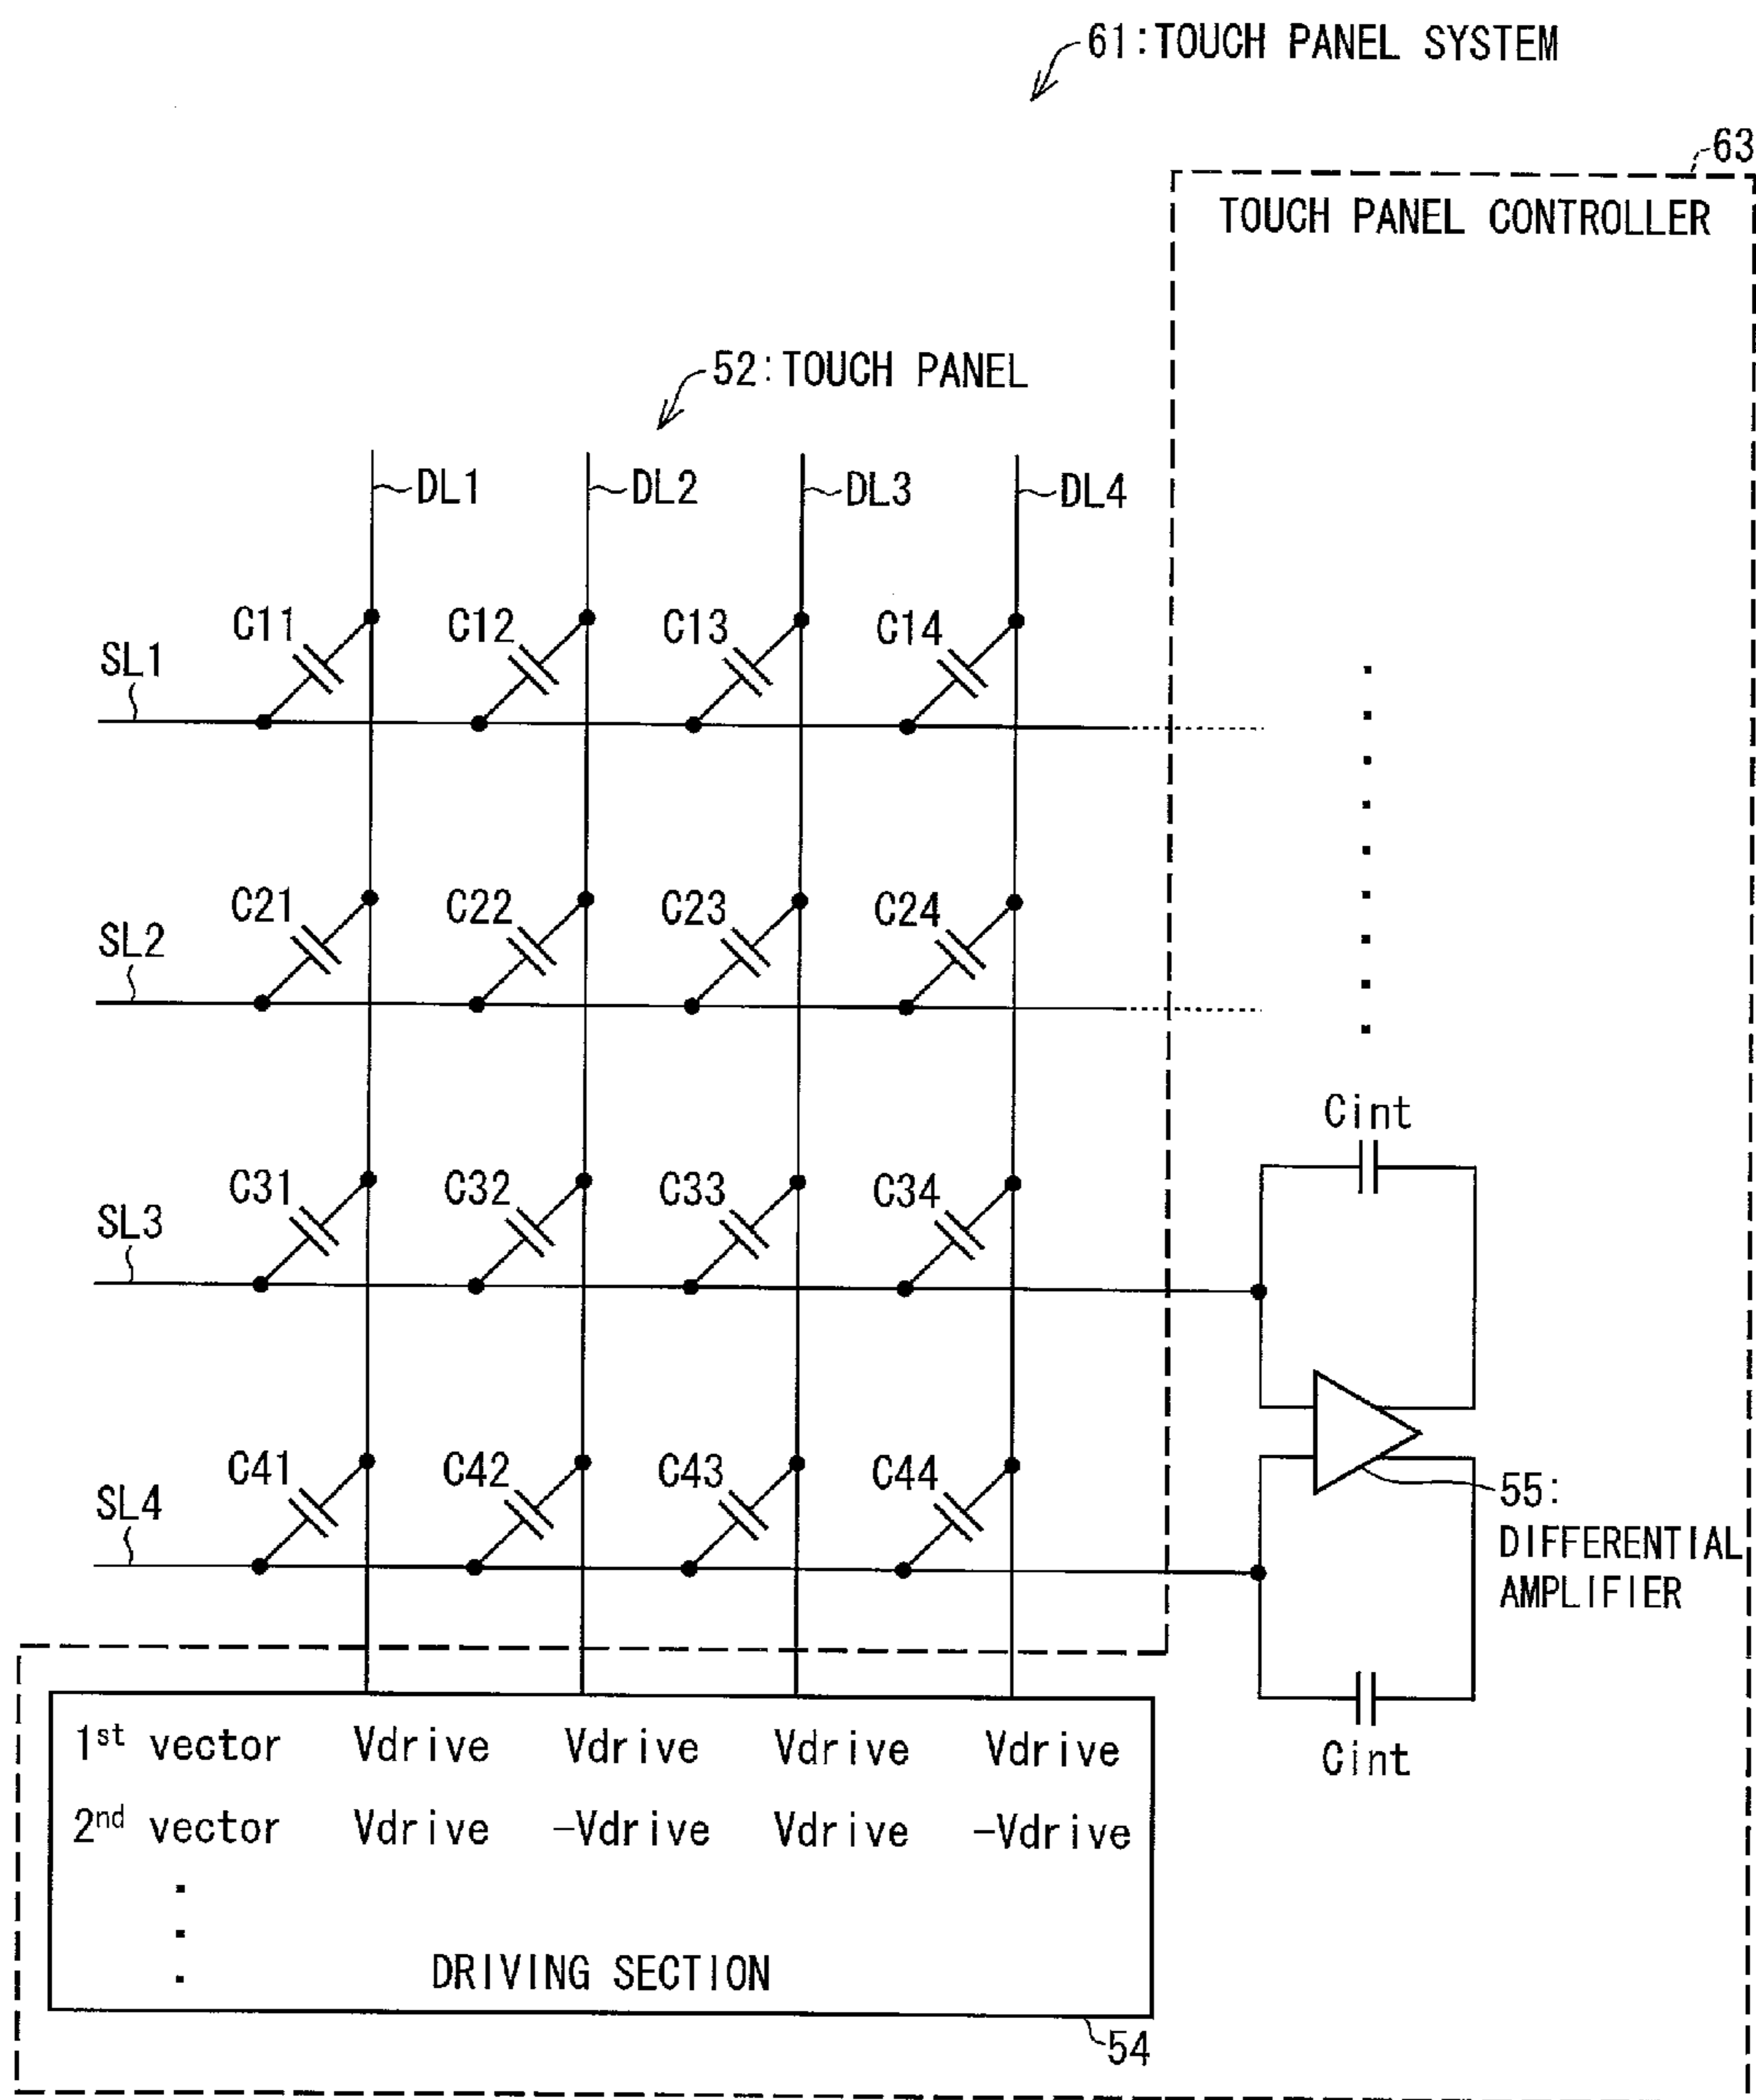 61:TOUCH PANEL SYSTEM
63
TOUCH PANEL CONTROLLER
52:TOUCH PANEL
DL1 DL2 DL3 DL4
C11 C12 C13 C14
SL1
C21 C22 C23 C24
SL2
Cint
C31 C32 C33 C34
SL3
C41 C42 C43 C44
SL4
55:
DIFFERENTIAL
AMPLIFIER
1st vector Vdrive Vdrive Vdrive Vdrive
Cint
2nd vector Vdrive -Vdrive Vdrive -Vdrive
DRIVING SECTION
54